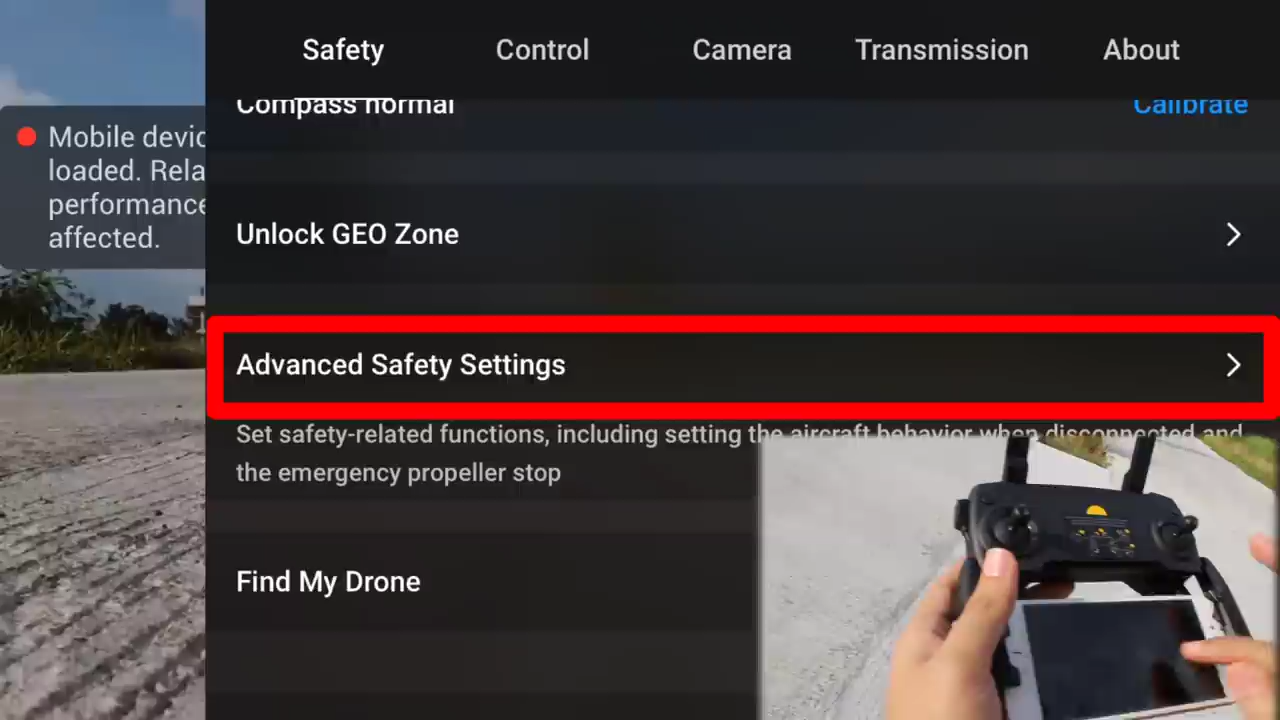 Safety Control Camera Transmission About
Compass normal Calibrate
Mobile devic
loaded. Rela
performance
affected.
Unlock GEO Zone
Advanced Safety Settings
Set safety-related functions, including setting the aircraft behavior when disconnected and
the emergency propeller stop
Find My Drone